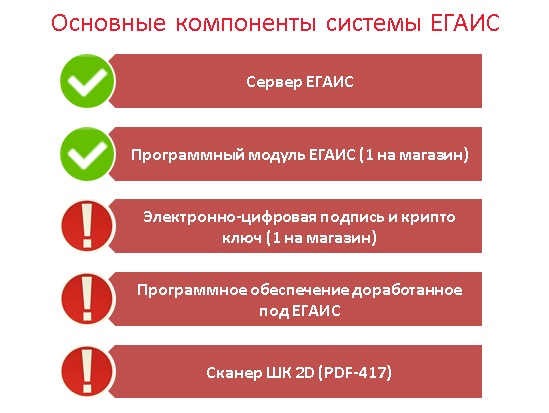 Основные компоненты системы ЕГАИС
Сервер ЕГАИС
Программный модуль ЕГАИС (1 на магазин)
Электронно-цифровая подпись и крипто
ключ (1 на магазин)
Программное обеспечение доработанное
под ЕГАИС
Сканер ШК 2D (PDF-417)